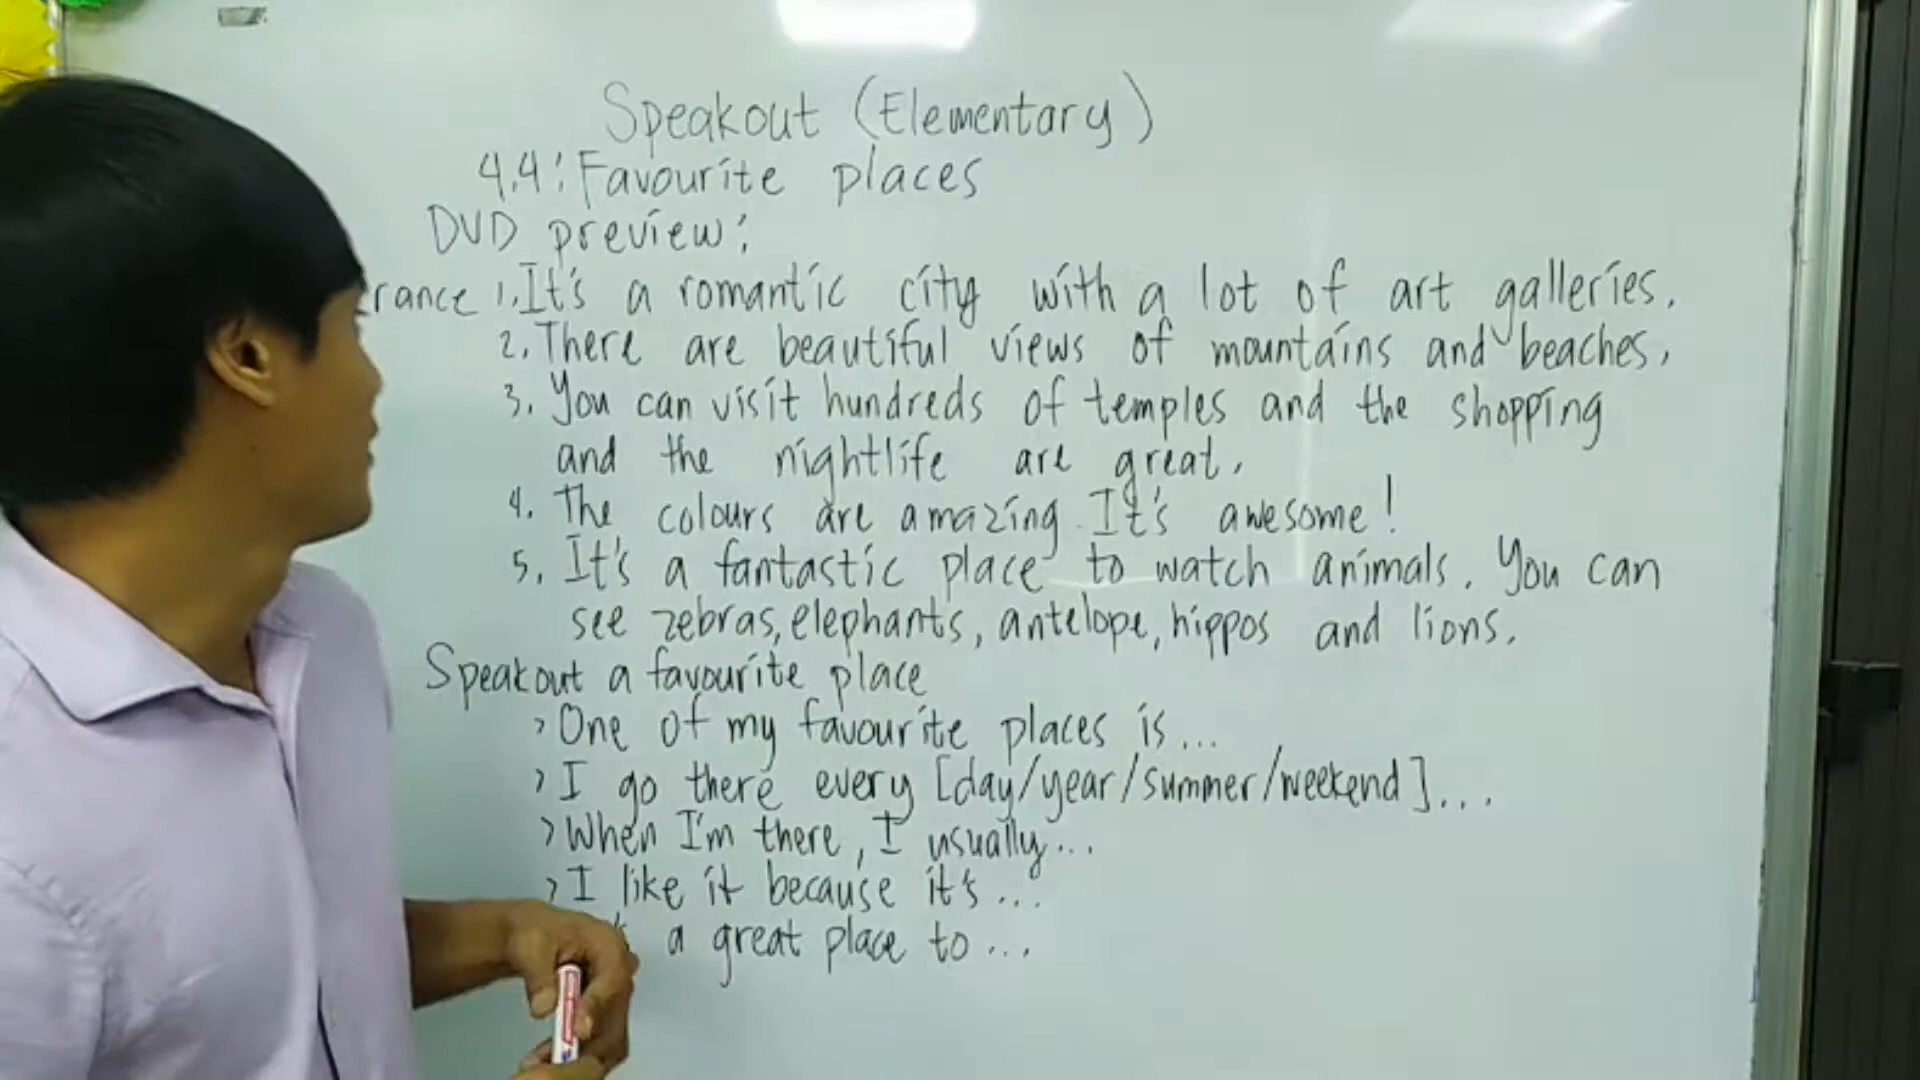 Speakout (Elementary)
4.4: Favourite places
DVD preview:
rance 1. It's a romantic city with a lot of art galleries.
2. There are beautiful views of mountains and beaches.
3. You can visit hundreds of temples and the shopping
and the nightlife are great.
4. The colours are amazing. It's awesome!
5. It's a fantastic place to watch animals. You can
see zebras, elephants, antelope, hippos and lions.
Speakout a favourite place
> One of my favourite places is...
> I go there every [day/year/summer/weekend]...
> When I'm there, I usually...
> I like it because it's...
a great place to...